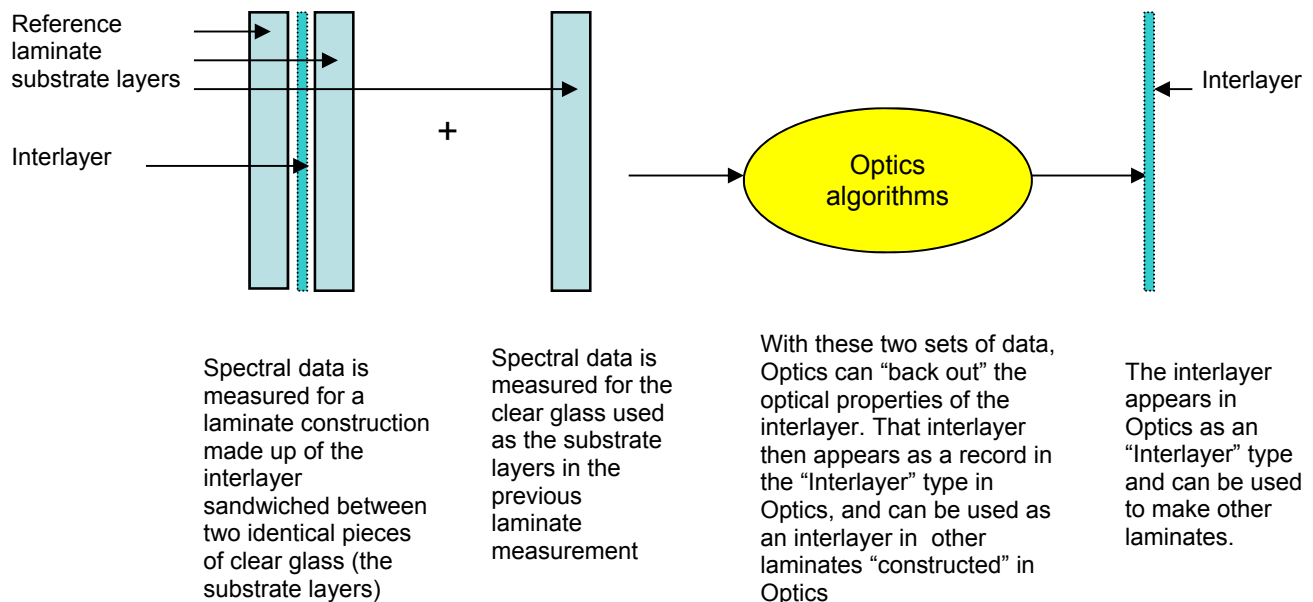 Reference
laminate
substrate layers
Interlayer
+
Optics
algorithms
Interlayer
Spectral data is
measured for a
laminate construction
made up of the
interlayer
sandwiched between
two identical pieces
of clear glass (the
substrate layers)
Spectral data is
measured for the
clear glass used
as the substrate
layers in the
previous
laminate
measurement
With these two sets of data,
Optics can “back out” the
optical properties of the
interlayer. That interlayer
then appears as a record in
the “Interlayer” type in
Optics, and can be used as
an interlayer in other
laminates “constructed” in
Optics
The interlayer
appears in
Optics as an
“Interlayer” type
and can be used
to make other
laminates.